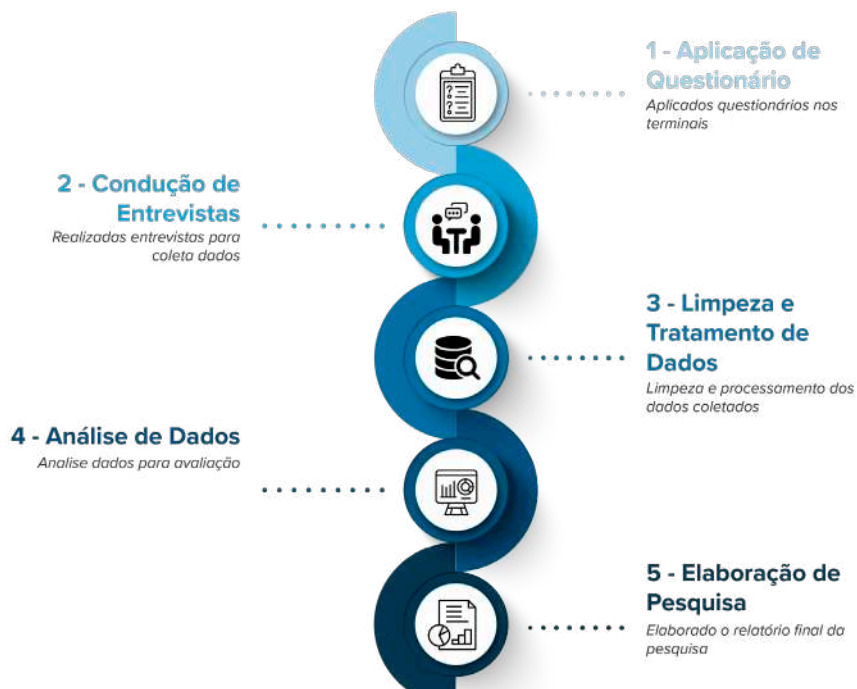 1 - Aplicação de
Questionário
Aplicados questionários nos
terminais
2 - Condução de
Entrevistas
Realizadas entrevistas para
coleta dados
3 - Limpeza e
Tratamento de
Dados
Limpeza e processamento dos
dados coletados
4 - Análise de Dados
Analise dados para avaliação
5 - Elaboração de
Pesquisa
Elaborado o relatório final da
pesquisa